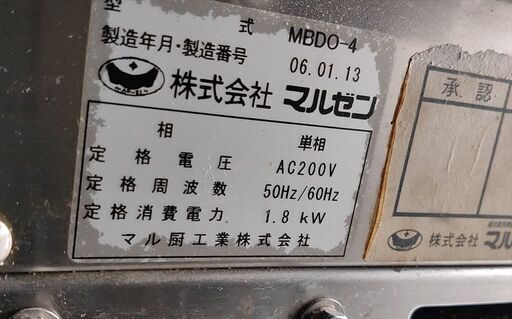 型 式 MBDO-4
製造年月・製造番号
06.01.13
株式会社 マルゼン
相 単相
定格電圧 AC200V
定格周波数 50Hz/60Hz
定格消費電力 1.8 kW
マル厨工業株式会社
承認
株式会社 マル